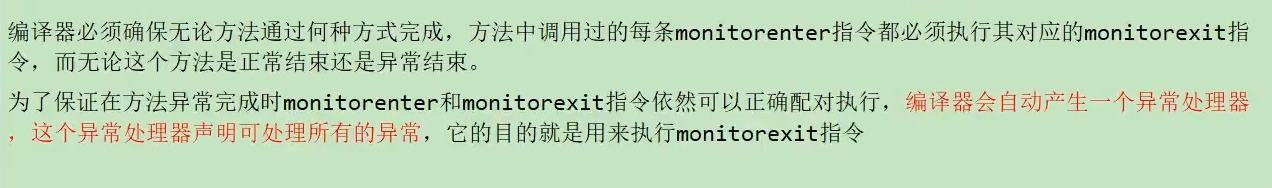 编译器必须确保无论方法通过何种方式完成，方法中调用过的每条monitorenter指令都必须执行其对应的monitorexit指
令，而无论这个方法是正常结束还是异常结束。
为了保证在方法异常完成时monitorenter和monitorexit指令依然可以正确配对执行，编译器会自动产生一个异常处理器
，这个异常处理器声明可处理所有的异常，它的目的就是用来执行monitorexit指令